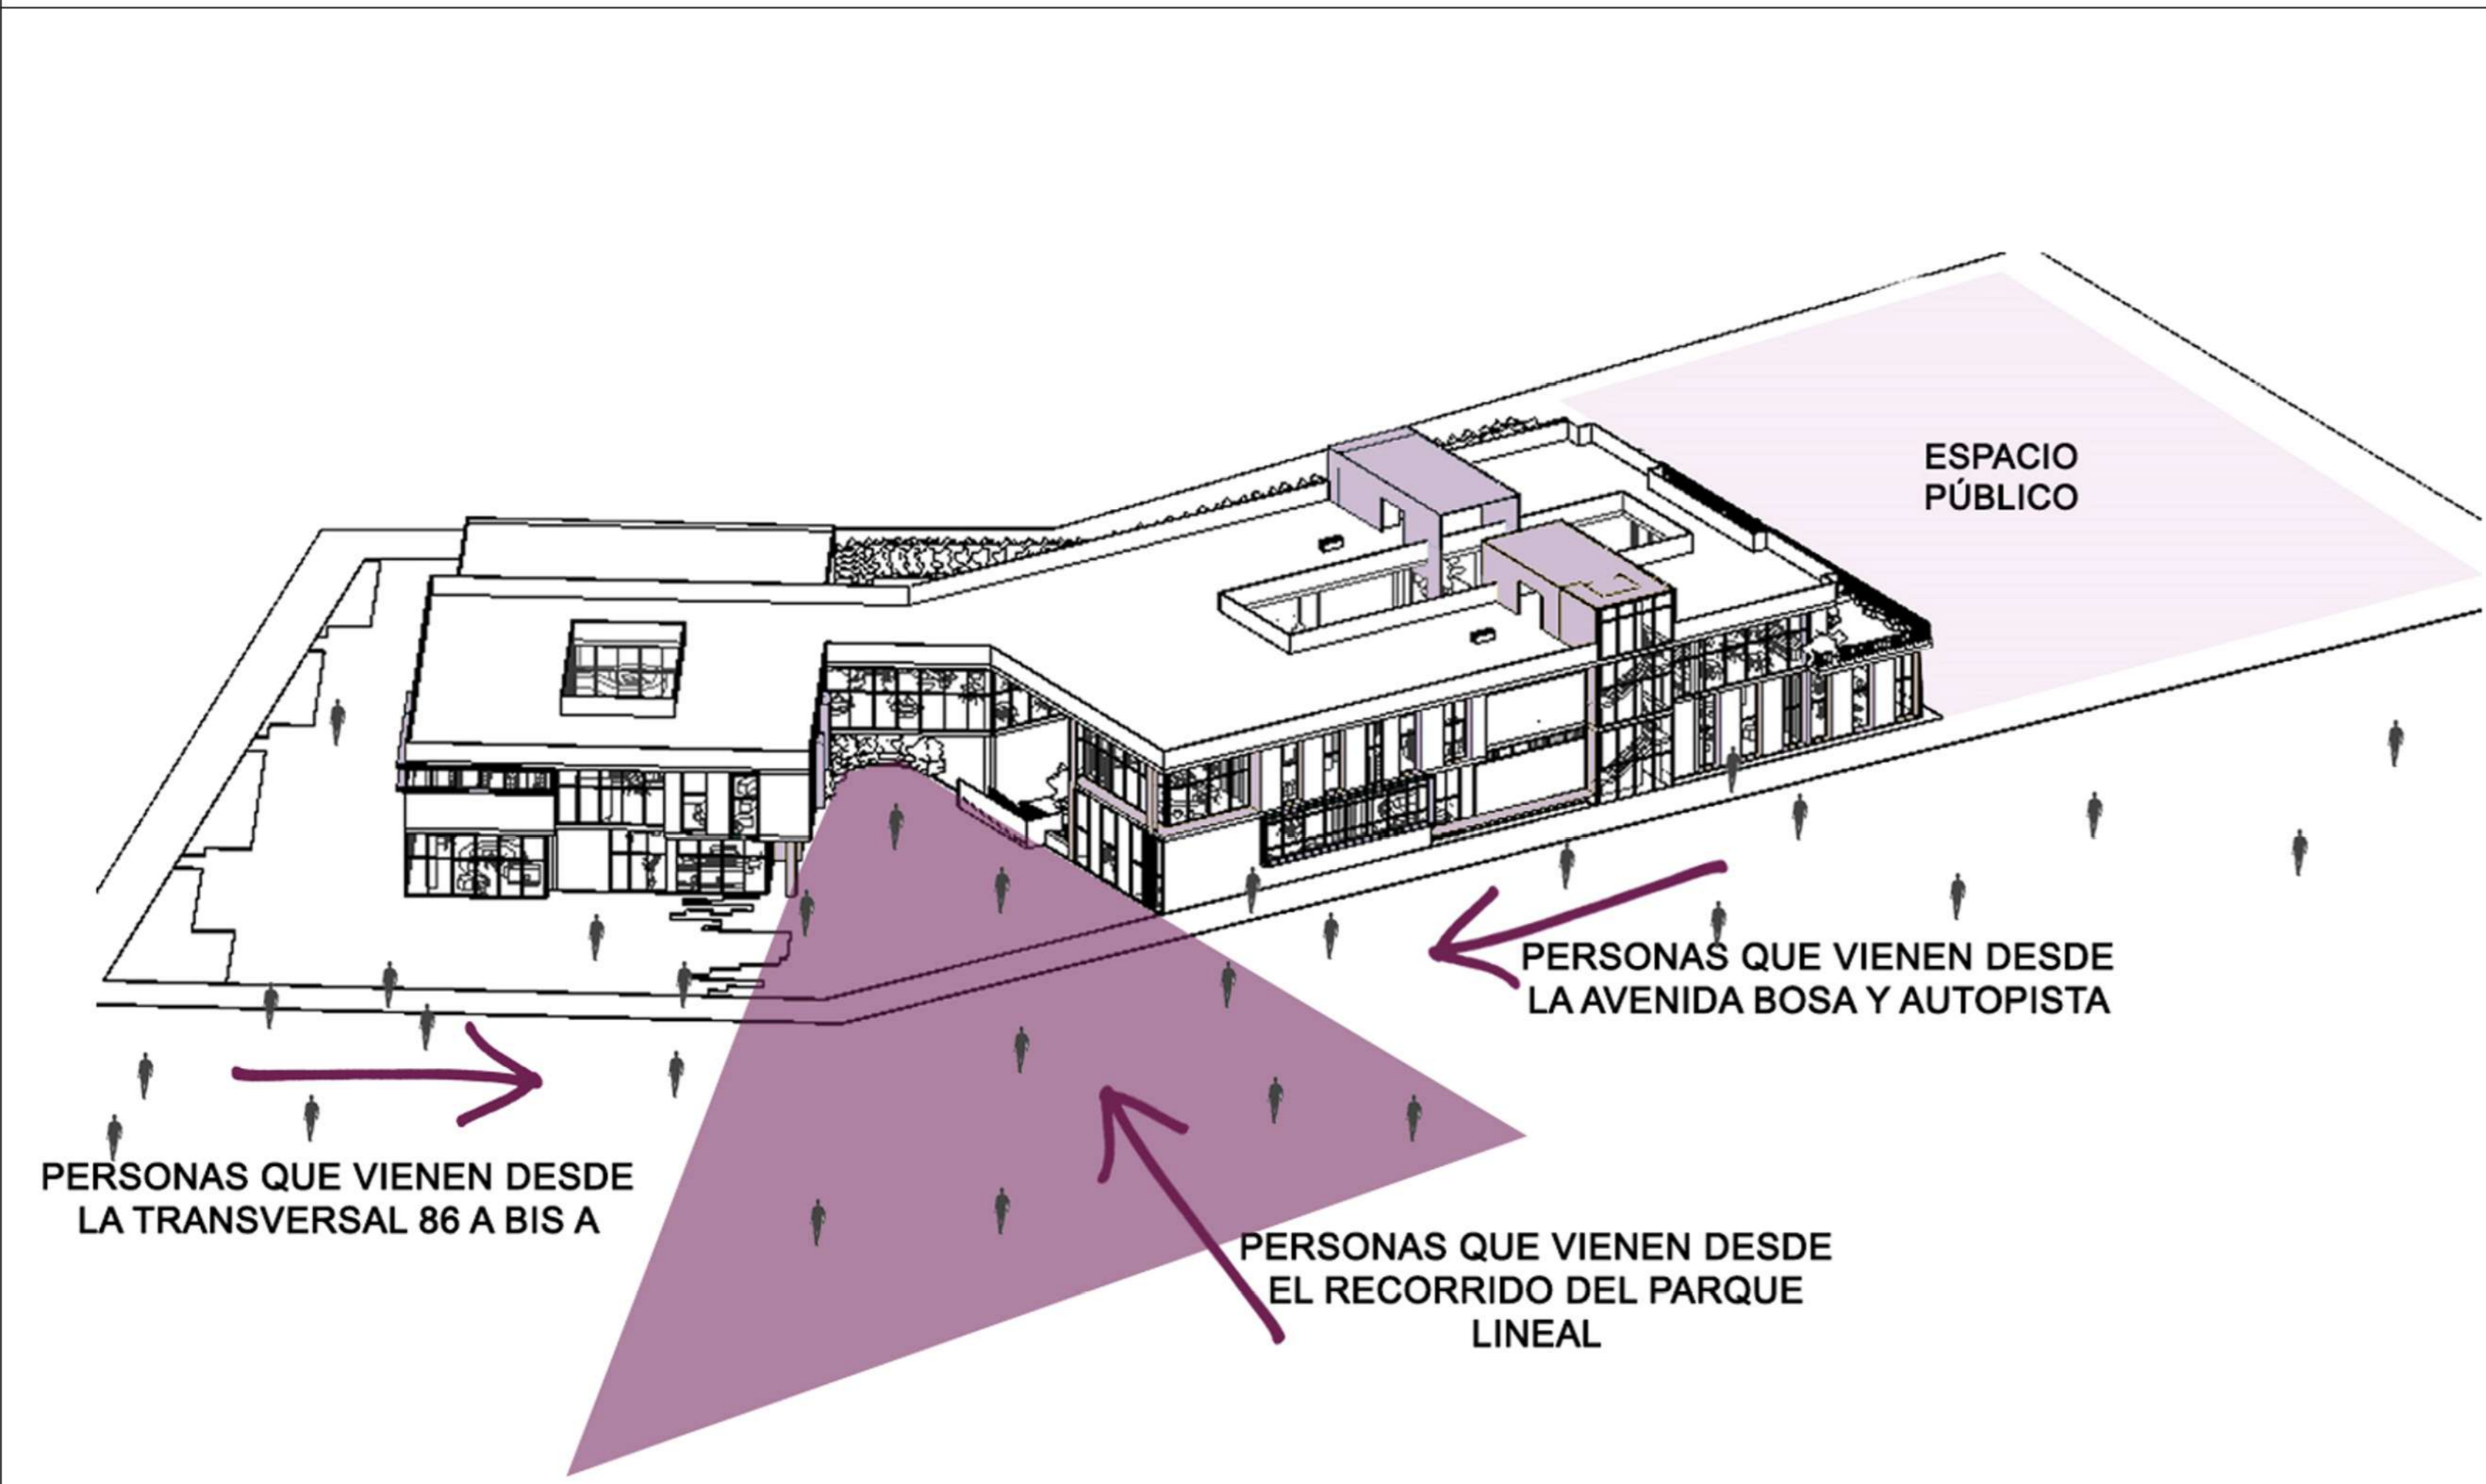 ESPACIO
PÚBLICO
PERSONAS QUE VIENEN DESDE
LA AVENIDA BOSA Y AUTOPISTA
PERSONAS QUE VIENEN DESDE
LA TRANSVERSAL 86 A BIS A
PERSONAS QUE VIENEN DESDE
EL RECORRIDO DEL PARQUE
LINEAL